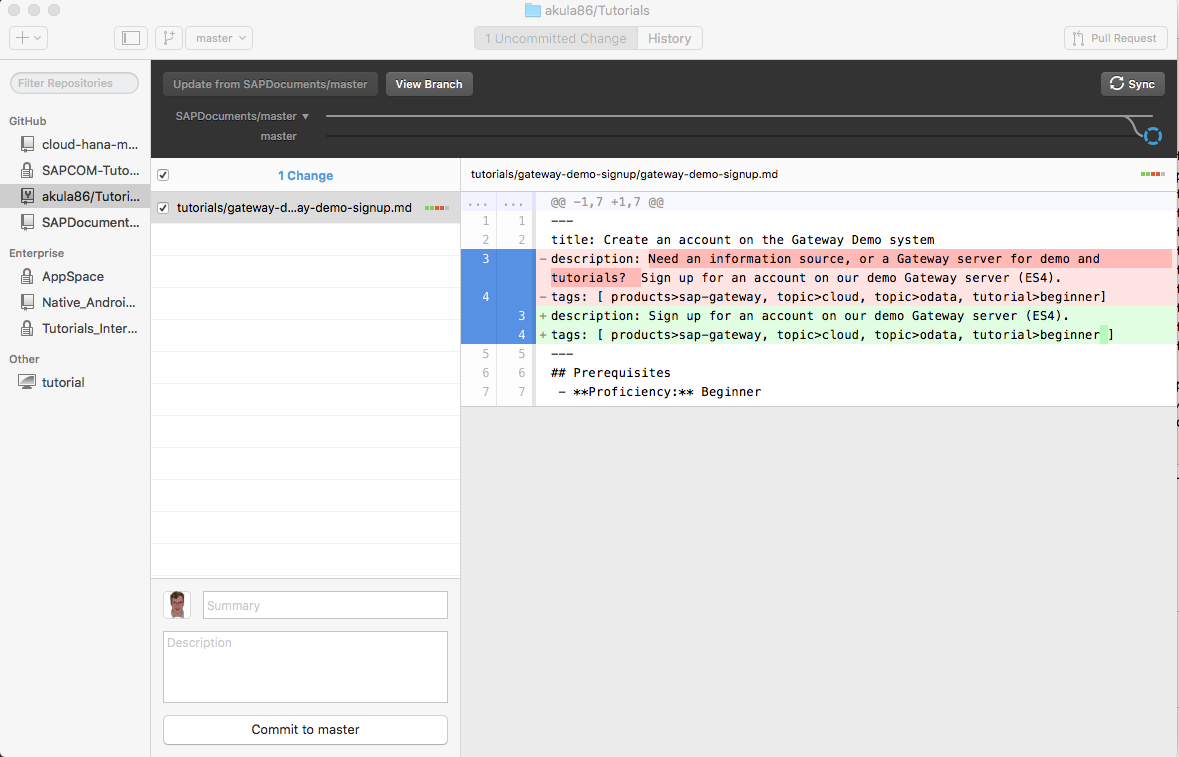 akula86/Tutorials
master
1 Uncommitted Change
History
Pull Request
Filter Repositories
GitHub
cloud-hana-m...
SAPCOM-Tuto...
akula86/Tutori...
SAPDocument...
Enterprise
AppSpace
Native_Androi...
Tutorials_Inter...
Other
tutorial
Update from SAPDocuments/master
View Branch
Sync
SAPDocuments/master ▾
master
1 Change
tutorials/gateway-d...ay-demo-signup.md
Summary
Description
Commit to master
tutorials/gateway-demo-signup/gateway-demo-signup.md
... ... @@ -1,7 +1,7 @@
1 1 ---
2 2 title: Create an account on the Gateway Demo system
3 -description: Need an information source, or a Gateway server for demo and
tutorials?  Sign up for an account on our demo Gateway server (ES4).
4 -tags: [ products>sap-gateway, topic>cloud, topic>odata, tutorial>beginner]
3 +description: Sign up for an account on our demo Gateway server (ES4).
4 +tags: [ products>sap-gateway, topic>cloud, topic>odata, tutorial>beginner ]
5 5 ---
6 6 ## Prerequisites
7 7 - **Proficiency:** Beginner